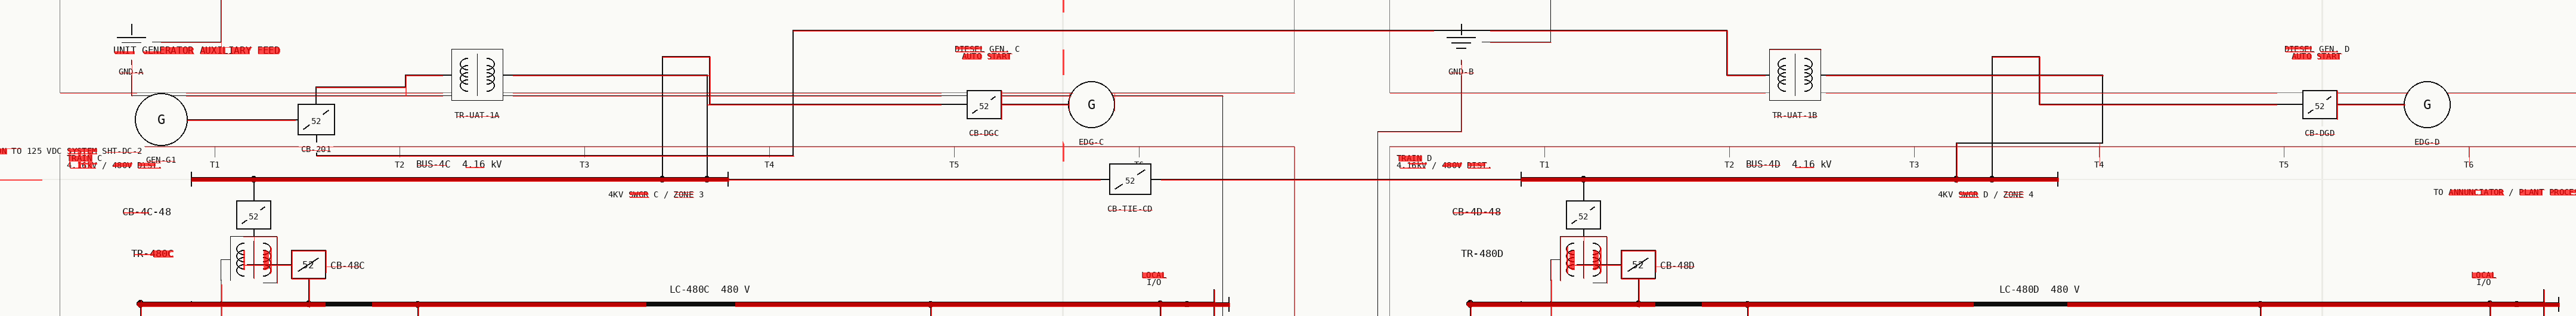 UNIT GENERATOR AUXILIARY FEED
GND-A
G
GEN-G1
52
CB-201
TR-UAT-1A
DIESEL GEN. C
AUTO START
52
CB-DGC
G
EDG-C
GND-B
TR-UAT-1B
DIESEL GEN. D
AUTO START
52
CB-DGD
G
EDG-D
TO 125 VDC SYSTEM SHT-DC-2
TRAIN C
4.16kV / 480V DIST.
T1
T2
BUS-4C 4.16 kV
T3
T4
T5
4KV SWGR C / ZONE 3
52
CB-TIE-CD
TRAIN D
4.16kV / 480V DIST.
T1
T2
BUS-4D 4.16 kV
T3
T4
T5
T6
4KV SWGR D / ZONE 4
TO ANNUNCIATOR / PLANT
CB-4C-48
52
TR-480C
52
CB-48C
LC-480C 480 V
LOCAL
I/O
CB-4D-48
52
TR-480D
52
CB-48D
LC-480D 480 V
LOCAL
I/O